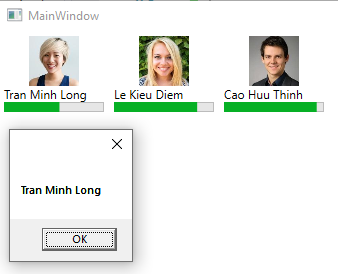 MainWindow
Tran Minh Long
Le Kieu Diem
Cao Huu Thinh
Tran Minh Long
OK